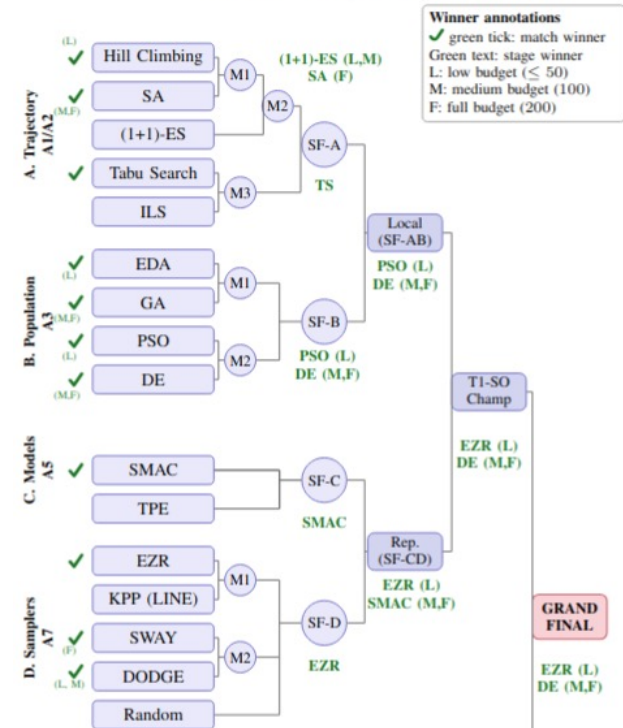 Winner annotations
✔ green tick: match winner
Green text: stage winner
L: low budget (≤ 50)
M: medium budget (100)
F: full budget (200)
A. Trajectory
A1/A2
(L)
✔
Hill Climbing
(M,F)
✔
SA
(1+1)-ES
✔
Tabu Search
ILS
M1
M2
M3
(1+1)-ES (L,M)
SA (F)
SF-A
TS
B. Population
A3
✔
(L)
EDA
✔
(M,F)
GA
✔
(L)
PSO
✔
(M,F)
DE
M1
M2
SF-B
PSO (L)
DE (M,F)
Local
(SF-AB)
PSO (L)
DE (M,F)
T1-SO
Champ
EZR (L)
DE (M,F)
C. Models
A5
✔
SMAC
TPE
SF-C
SMAC
Rep.
(SF-CD)
EZR (L)
SMAC (M,F)
D. Samplers
A7
✔
EZR
KPP (LINE)
✔
(F)
SWAY
✔
(L, M)
DODGE
Random
M1
M2
SF-D
EZR
GRAND
FINAL
EZR (L)
DE (M,F)